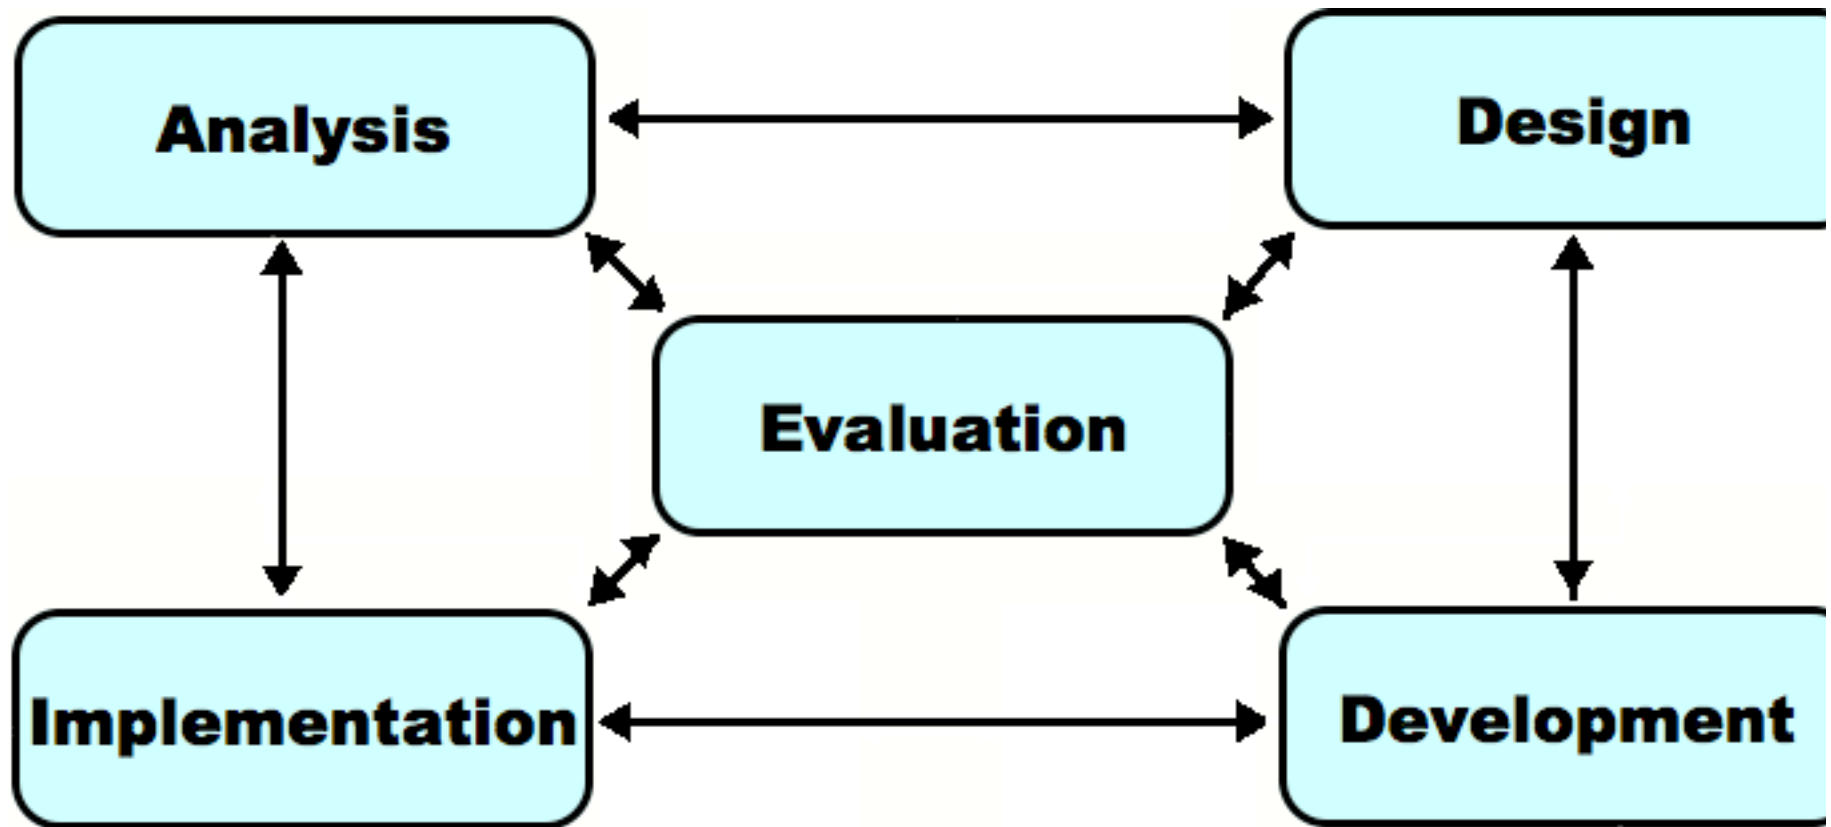 Analysis
Design
Evaluation
Implementation
Development